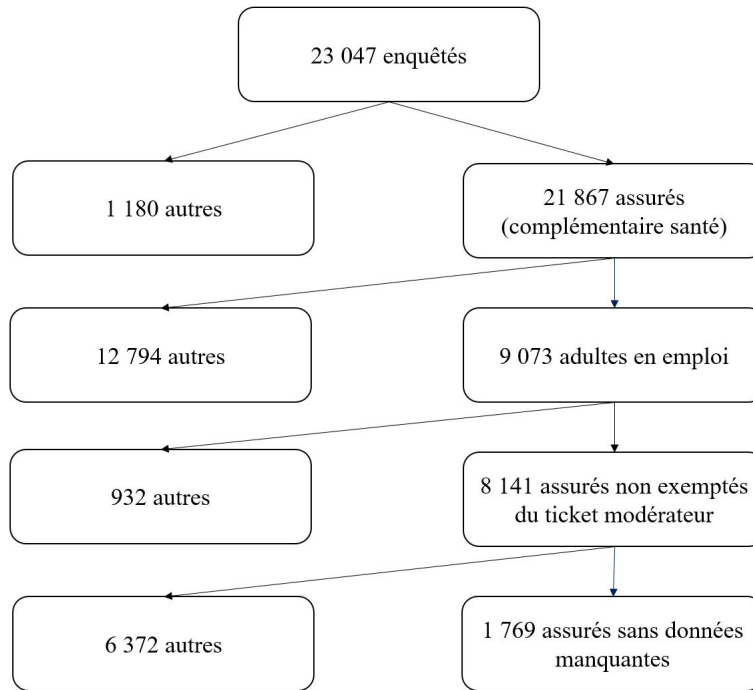 23 047 enquêtés
1 180 autres
21 867 assurés
(complémentaire santé)
12 794 autres
9 073 adultes en emploi
932 autres
8 141 assurés non exemptés
du ticket modérateur
6 372 autres
1 769 assurés sans données
manquantes